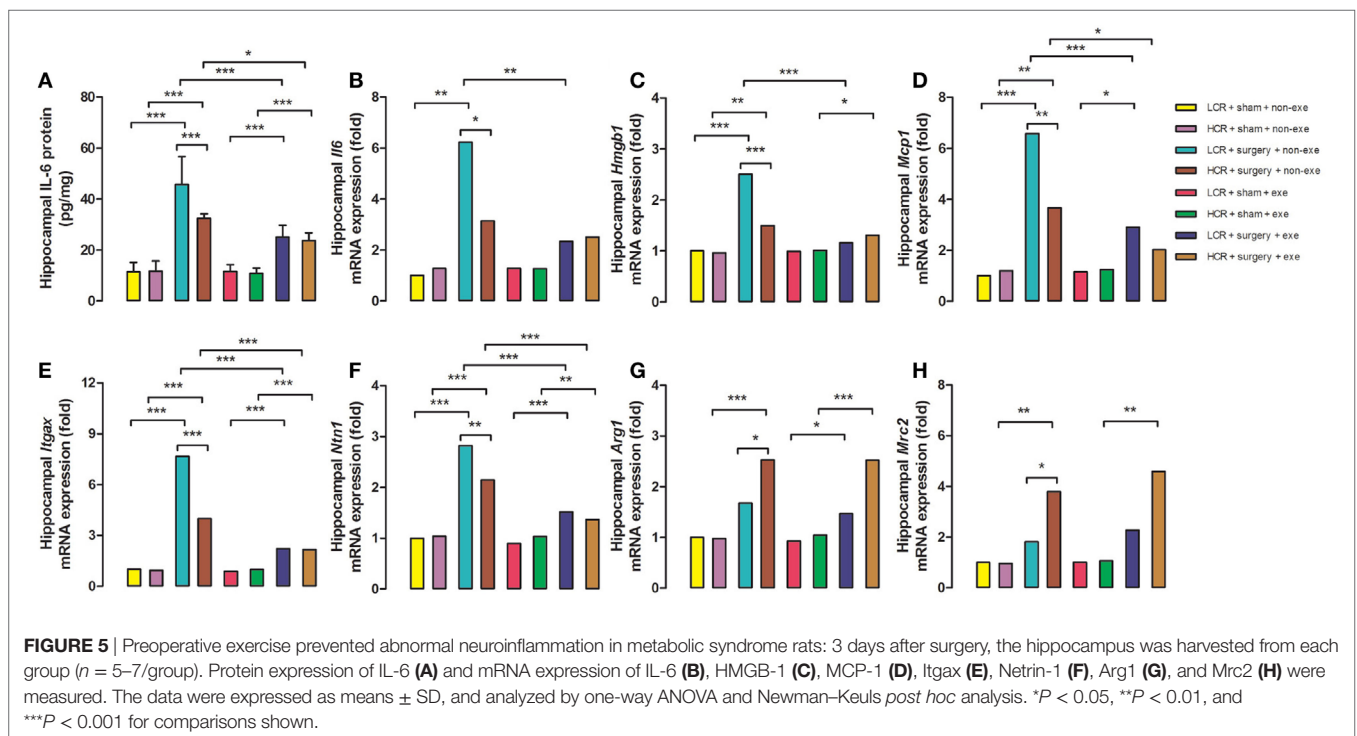 A
Hippocampal IL-6 protein
(pg/mg)
80
60
40
20
0
***
***
***
***
***
***
*
***
B
Hippocampal Il6
mRNA expression (fold)
8
6
4
2
0
**
*
**
C
Hippocampal Hmgb1
mRNA expression (fold)
4
3
2
1
0
***
**
***
***
*
D
Hippocampal Mcp1
mRNA expression (fold)
8
6
4
2
0
***
**
**
***
*
*
LCR + sham + non-exe
HCR + sham + non-exe
LCR + surgery + non-exe
HCR + surgery + non-exe
LCR + sham + exe
HCR + sham + exe
LCR + surgery + exe
HCR + surgery + exe
E
Hippocampal Itgax
mRNA expression (fold)
12
9
6
3
0
***
***
***
***
***
***
***
F
Hippocampal Ntn1
mRNA expression (fold)
4
3
2
1
0
***
***
**
***
***
***
**
G
Hippocampal Arg1
mRNA expression (fold)
4
3
2
1
0
***
*
***
*
H
Hippocampal Mrc2
mRNA expression (fold)
8
6
4
2
0
**
*
**
FIGURE 5 | Preoperative exercise prevented abnormal neuroinflammation in metabolic syndrome rats: 3 days after surgery, the hippocampus was harvested from each
group (n = 5–7/group). Protein expression of IL-6 (A) and mRNA expression of IL-6 (B), HMGB-1 (C), MCP-1 (D), Itgax (E), Netrin-1 (F), Arg1 (G), and Mrc2 (H) were
measured. The data were expressed as means ± SD, and analyzed by one-way ANOVA and Newman–Keuls post hoc analysis. *P < 0.05, **P < 0.01, and
***P < 0.001 for comparisons shown.